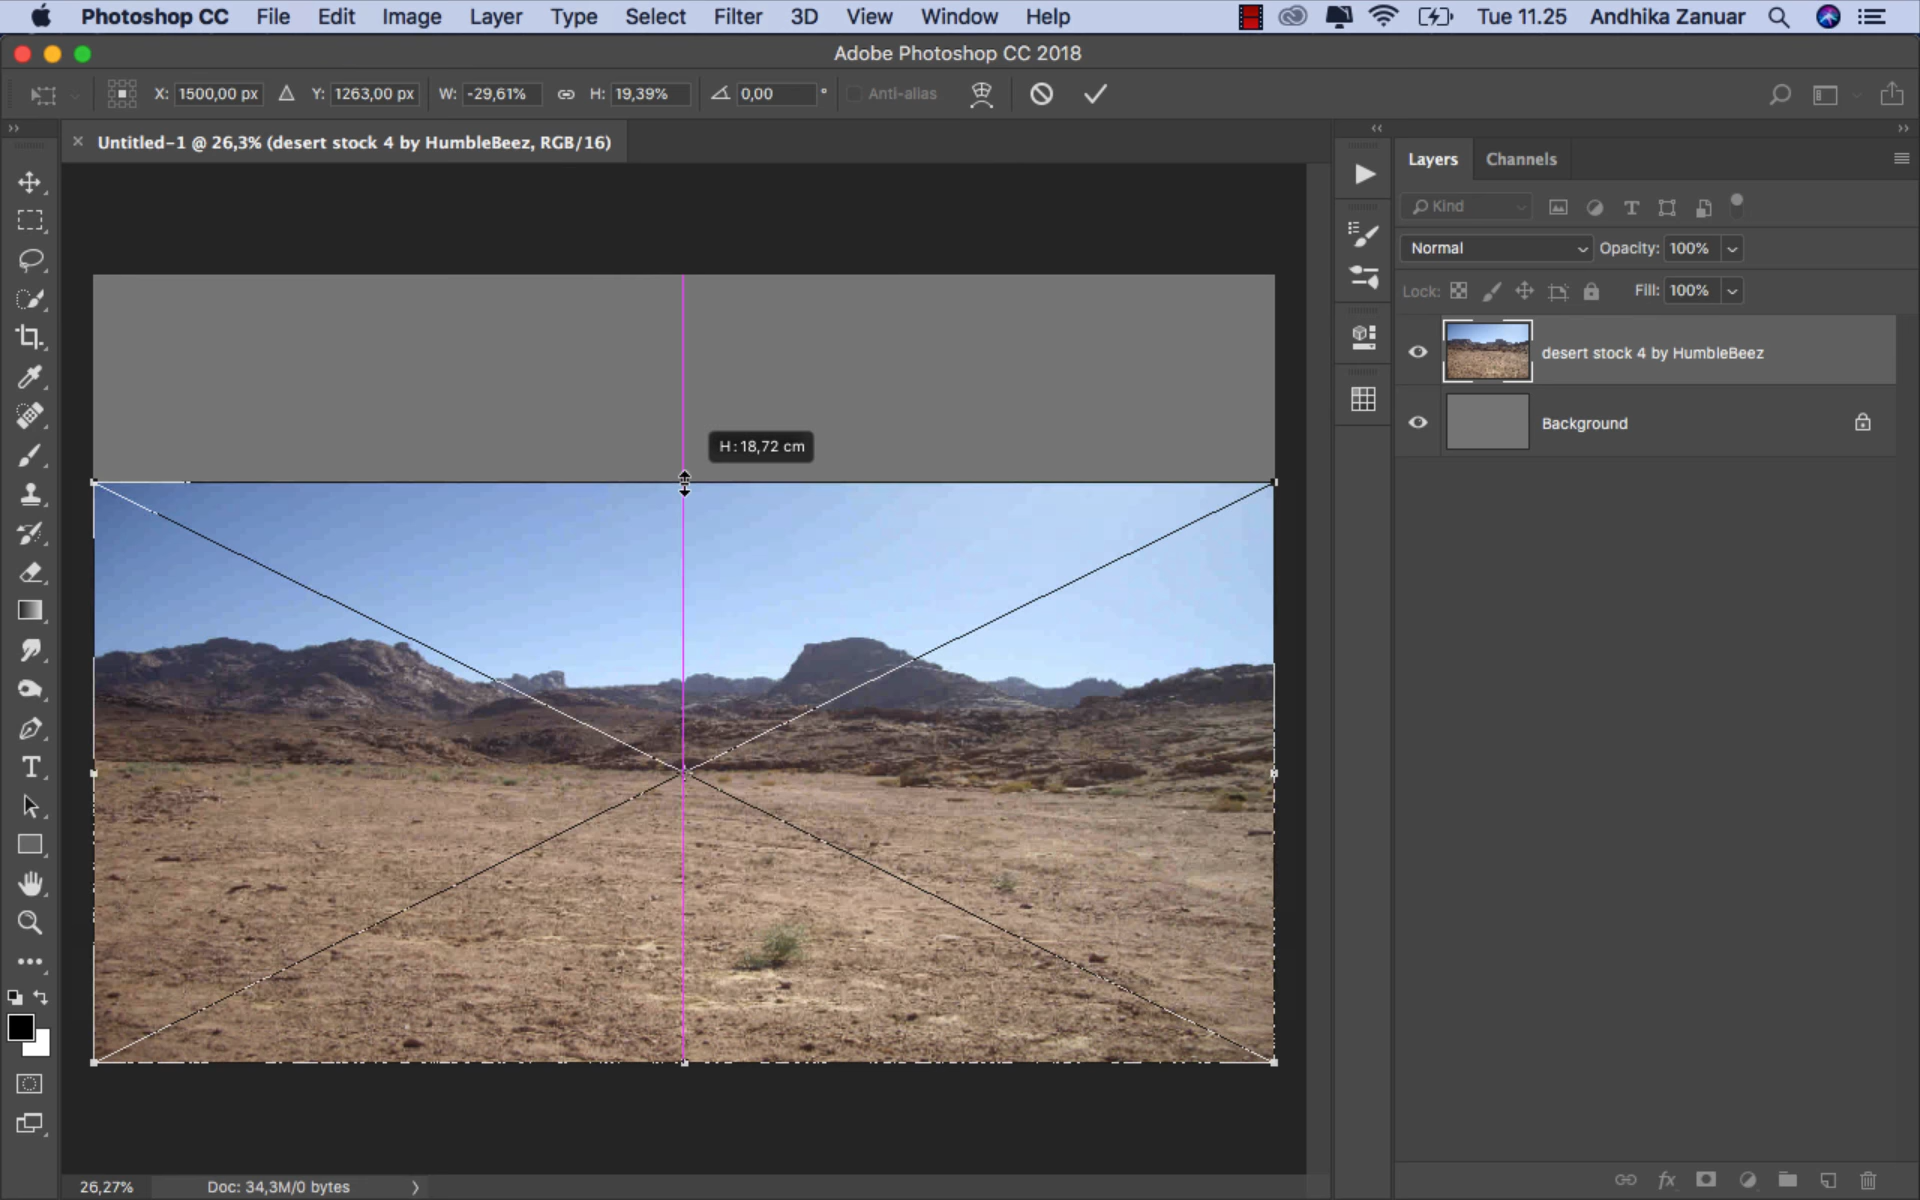 Photoshop CC File Edit Image Layer Type Select Filter 3D View Window Help Tue 11.25 Andhika Zanuar
Adobe Photoshop CC 2018
X: 1500,00 px Y: 1263,00 px W: -29,61% H: 19,39% 0,00 ° Anti-alias
Untitled-1 @ 26,3% (desert stock 4 by HumbleBeez, RGB/16)
Layers Channels
Kind
Normal Opacity: 100%
Lock: Fill: 100%
desert stock 4 by HumbleBeez
Background
H: 18,72 cm
26,27% Doc: 34,3M/0 bytes